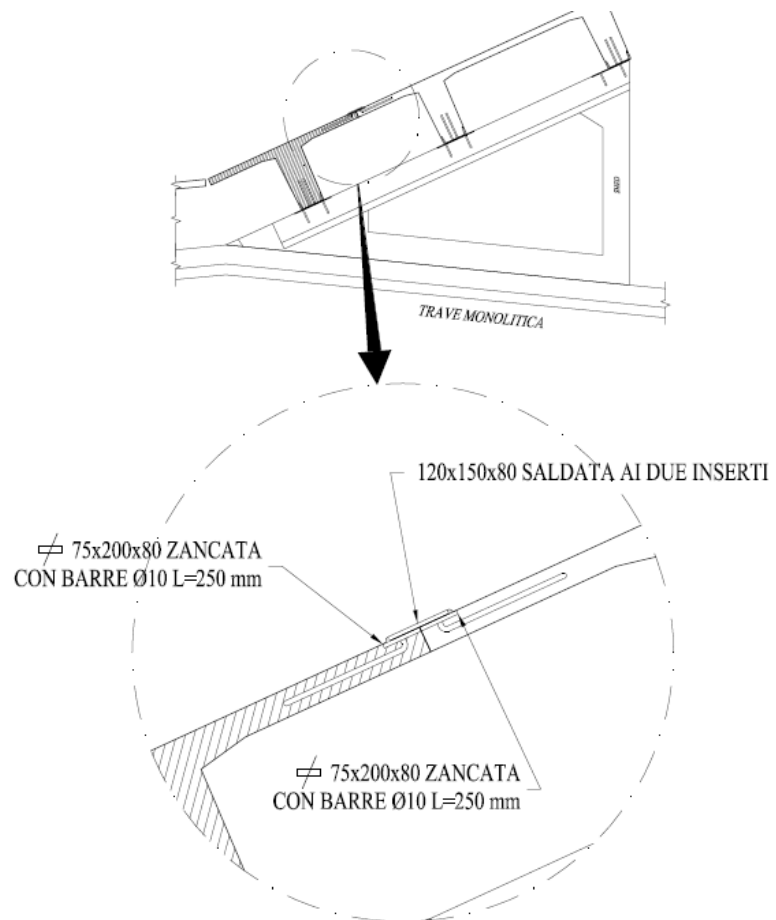 TRAVE MONOLITICA
120x150x80 SALDATA AI DUE INSERTI
75x200x80 ZANCATA
CON BARRE Ø10 L=250 mm
75x200x80 ZANCATA
CON BARRE Ø10 L=250 mm